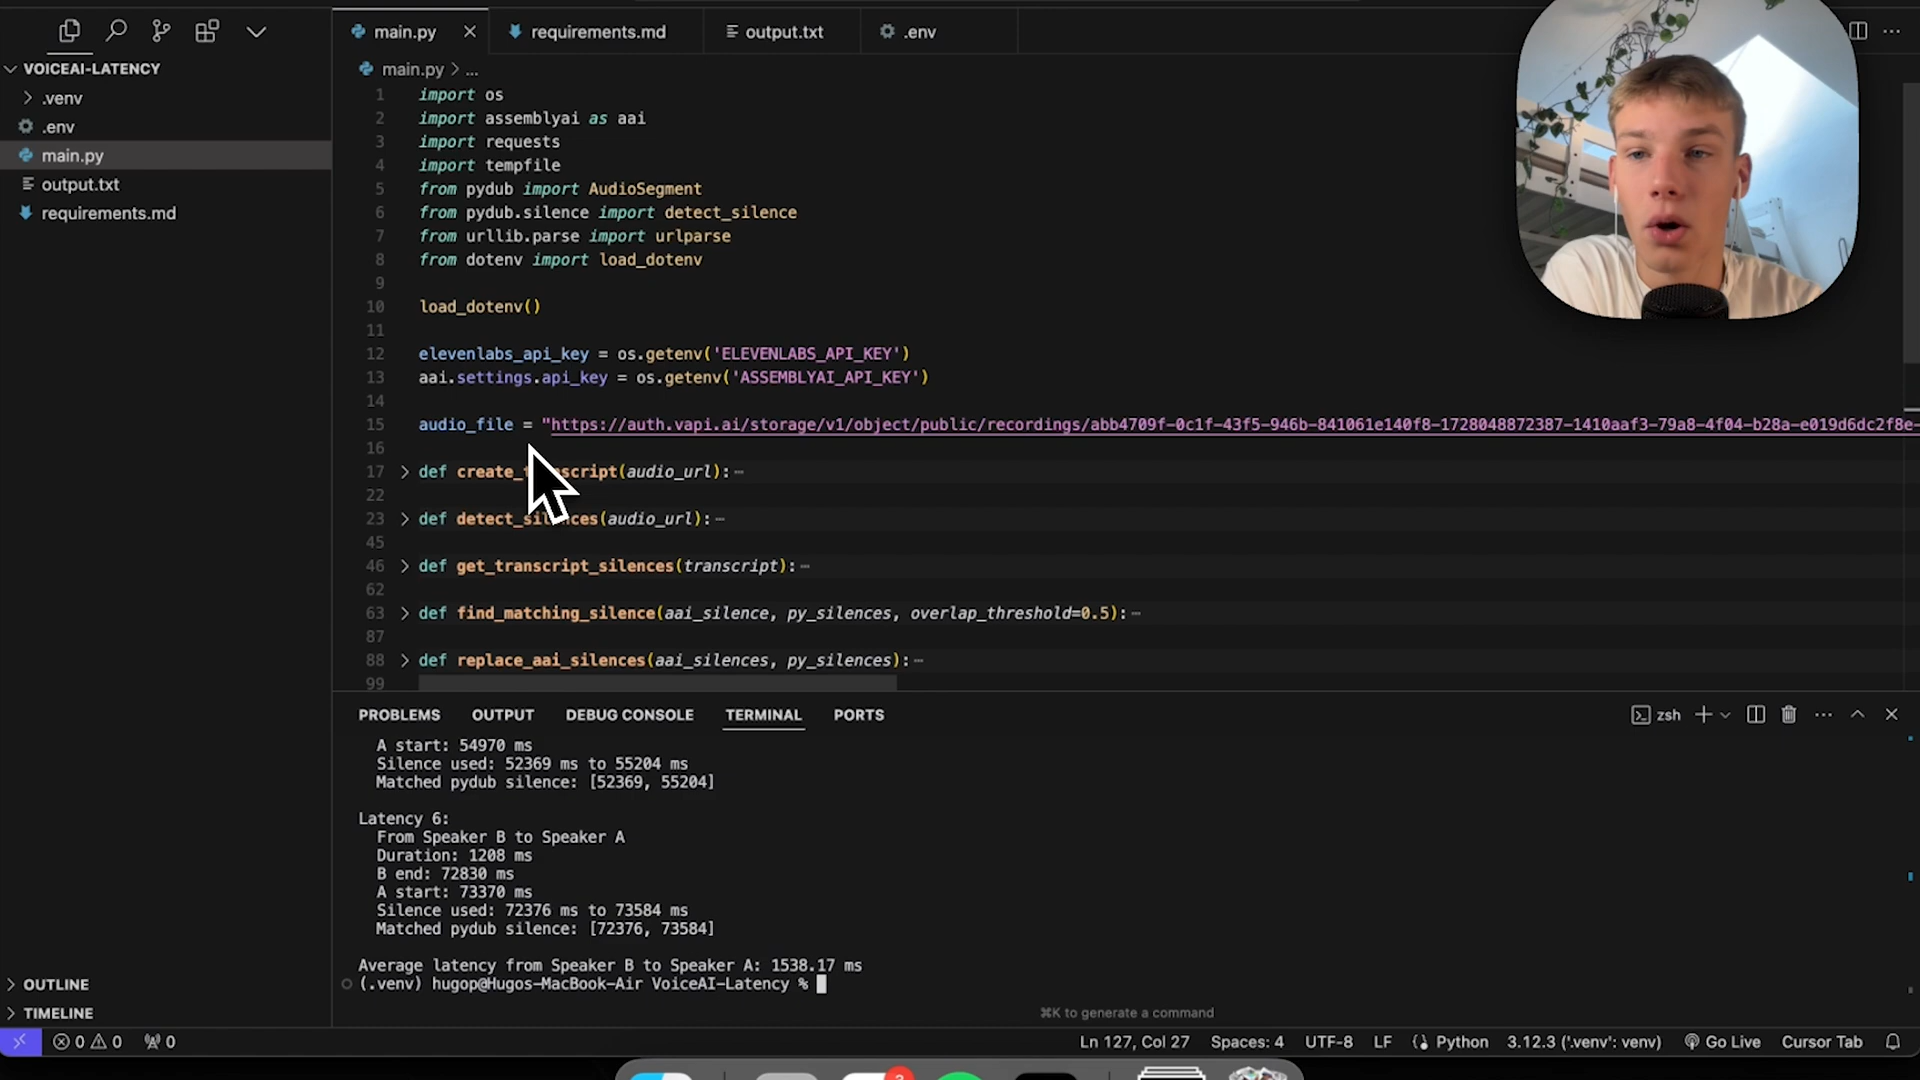 main.py
requirements.md
output.txt
.env
VOICEAI-LATENCY
.venv
.env
main.py
output.txt
requirements.md
OUTLINE
TIMELINE
main.py > ...
1 import os
2 import assemblyai as aai
3 import requests
4 import tempfile
5 from pydub import AudioSegment
6 from pydub.silence import detect_silence
7 from urllib.parse import urlparse
8 from dotenv import load_dotenv
9
10 load_dotenv()
11
12 elevenlabs_api_key = os.getenv('ELEVENLABS_API_KEY')
13 aai.settings.api_key = os.getenv('ASSEMBLYAI_API_KEY')
14
15 audio_file = "https://auth.vapi.ai/storage/v1/object/public/recordings/abb4709f-0c1f-43f5-946b-841061e140f8-1728048872387-1410aaf3-79a8-4f04-b28a-e019d6dc2f8e-
16
17 def create_transcript(audio_url):
22
23 def detect_silences(audio_url):
45
46 def get_transcript_silences(transcript):
62
63 def find_matching_silence(aai_silence, py_silences, overlap_threshold=0.5):
87
88 def replace_aai_silences(aai_silences, py_silences):
99
PROBLEMS OUTPUT DEBUG CONSOLE TERMINAL PORTS
zsh
A start: 54970 ms
Silence used: 52369 ms to 55204 ms
Matched pydub silence: [52369, 55204]
Latency 6:
From Speaker B to Speaker A
Duration: 1208 ms
B end: 72830 ms
A start: 73370 ms
Silence used: 72376 ms to 73584 ms
Matched pydub silence: [72376, 73584]
Average latency from Speaker B to Speaker A: 1538.17 ms
(.venv) hugop@Hugos-MacBook-Air VoiceAI-Latency %
⌘K to generate a command
0 0 0
Ln 127, Col 27 Spaces: 4 UTF-8 LF Python 3.12.3 ('.venv': venv) Go Live Cursor Tab